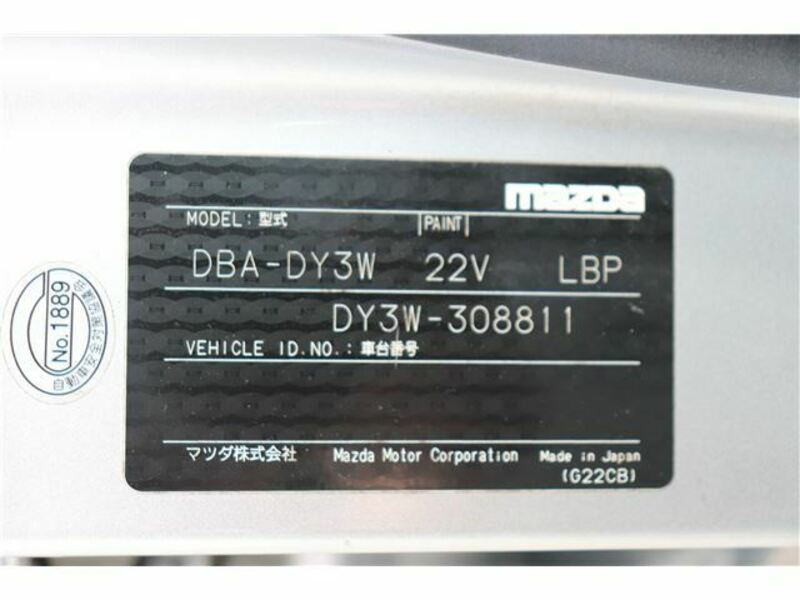 mazda
MODEL: 型式 PAINT
DBA-DY3W 22V LBP
DY3W-308811
VEHICLE ID.NO.: 車台番号
マツダ株式会社 Mazda Motor Corporation Made in Japan
(G22CB)
No.1889